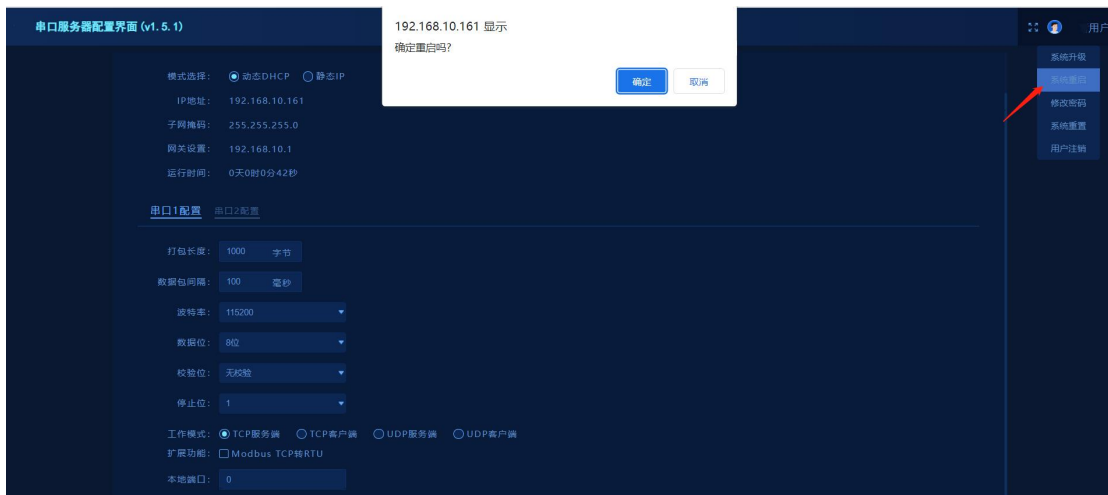 串口服务器配置界面 (v1.5.1)
192.168.10.161 显示
确定重启吗?
确定
取消
用户
系统升级
系统重启
修改密码
系统重置
用户注销
模式选择: 动态DHCP 静态IP
IP地址: 192.168.10.161
子网掩码: 255.255.255.0
网关设置: 192.168.10.1
运行时间: 0天0时0分42秒
串口1配置 串口2配置
打包长度: 1000 字节
数据包间隔: 100 毫秒
波特率: 115200
数据位: 8位
校验位: 无校验
停止位: 1
工作模式: TCP服务端 TCP客户端 UDP服务端 UDP客户端
扩展功能: Modbus TCP转RTU
本地端口: 0